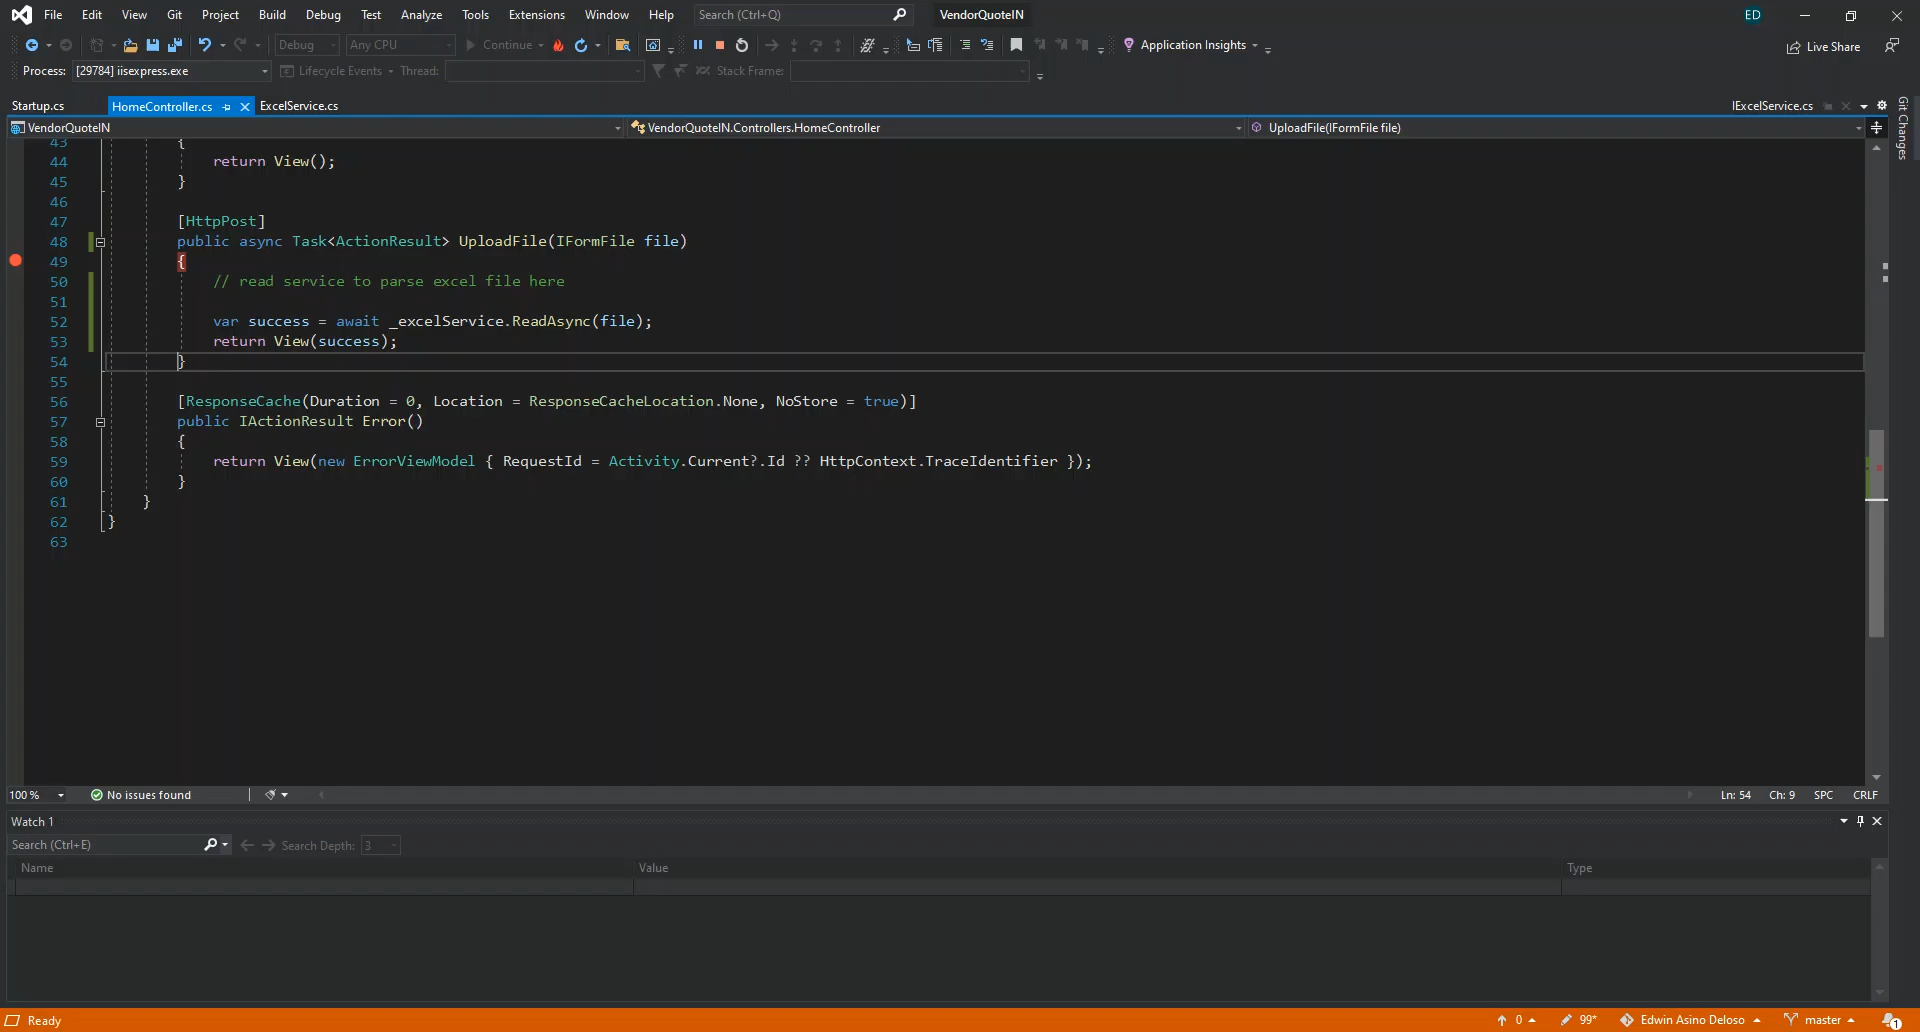 File Edit View Git Project Build Debug Test Analyze Tools Extensions Window Help Search (Ctrl+Q) VendorQuoteIN ED
Debug Any CPU Continue Application Insights Live Share
Process: [29784] iisexpress.exe Lifecycle Events Thread: Stack Frame:
Startup.cs HomeController.cs ExcelService.cs IExcelService.cs
Git Changes
VendorQuoteIN VendorQuoteIN.Controllers.HomeController UploadFile(IFormFile file)
43 {
44 return View();
45 }
46
47 [HttpPost]
48 public async Task<ActionResult> UploadFile(IFormFile file)
49 {
50 // read service to parse excel file here
51
52 var success = await _excelService.ReadAsync(file);
53 return View(success);
54 }
55
56 [ResponseCache(Duration = 0, Location = ResponseCacheLocation.None, NoStore = true)]
57 public IActionResult Error()
58 {
59 return View(new ErrorViewModel { RequestId = Activity.Current?.Id ?? HttpContext.TraceIdentifier });
60 }
61 }
62 }
63
100 % No issues found Ln: 54 Ch: 9 SPC CRLF
Watch 1
Search (Ctrl+E) Search Depth: 3
Name Value Type
Ready 0 99* Edwin Asino Deloso master 1